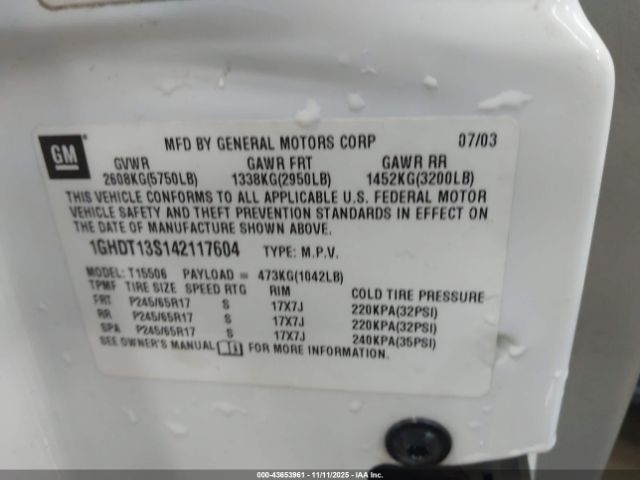 GM
MFD BY GENERAL MOTORS CORP 07/03
GVWR GAWR FRT GAWR RR
2608KG(5750LB) 1338KG(2950LB) 1452KG(3200LB)
THIS VEHICLE CONFORMS TO ALL APPLICABLE U.S. FEDERAL MOTOR
VEHICLE SAFETY AND THEFT PREVENTION STANDARDS IN EFFECT ON
THE DATE OF MANUFACTURE SHOWN ABOVE.
1GHDT13S142117604 TYPE: M.P.V.
MODEL: T15506 PAYLOAD = 473KG(1042LB)
TPMF TIRE SIZE SPEED RTG RIM COLD TIRE PRESSURE
FRT P245/65R17 S 17X7J 220KPA(32PSI)
RR P245/65R17 S 17X7J 220KPA(32PSI)
SPA P245/65R17 S 17X7J 240KPA(35PSI)
SEE OWNER'S MANUAL FOR MORE INFORMATION.
000-43653961 - 11/11/2025 - IAAI.com